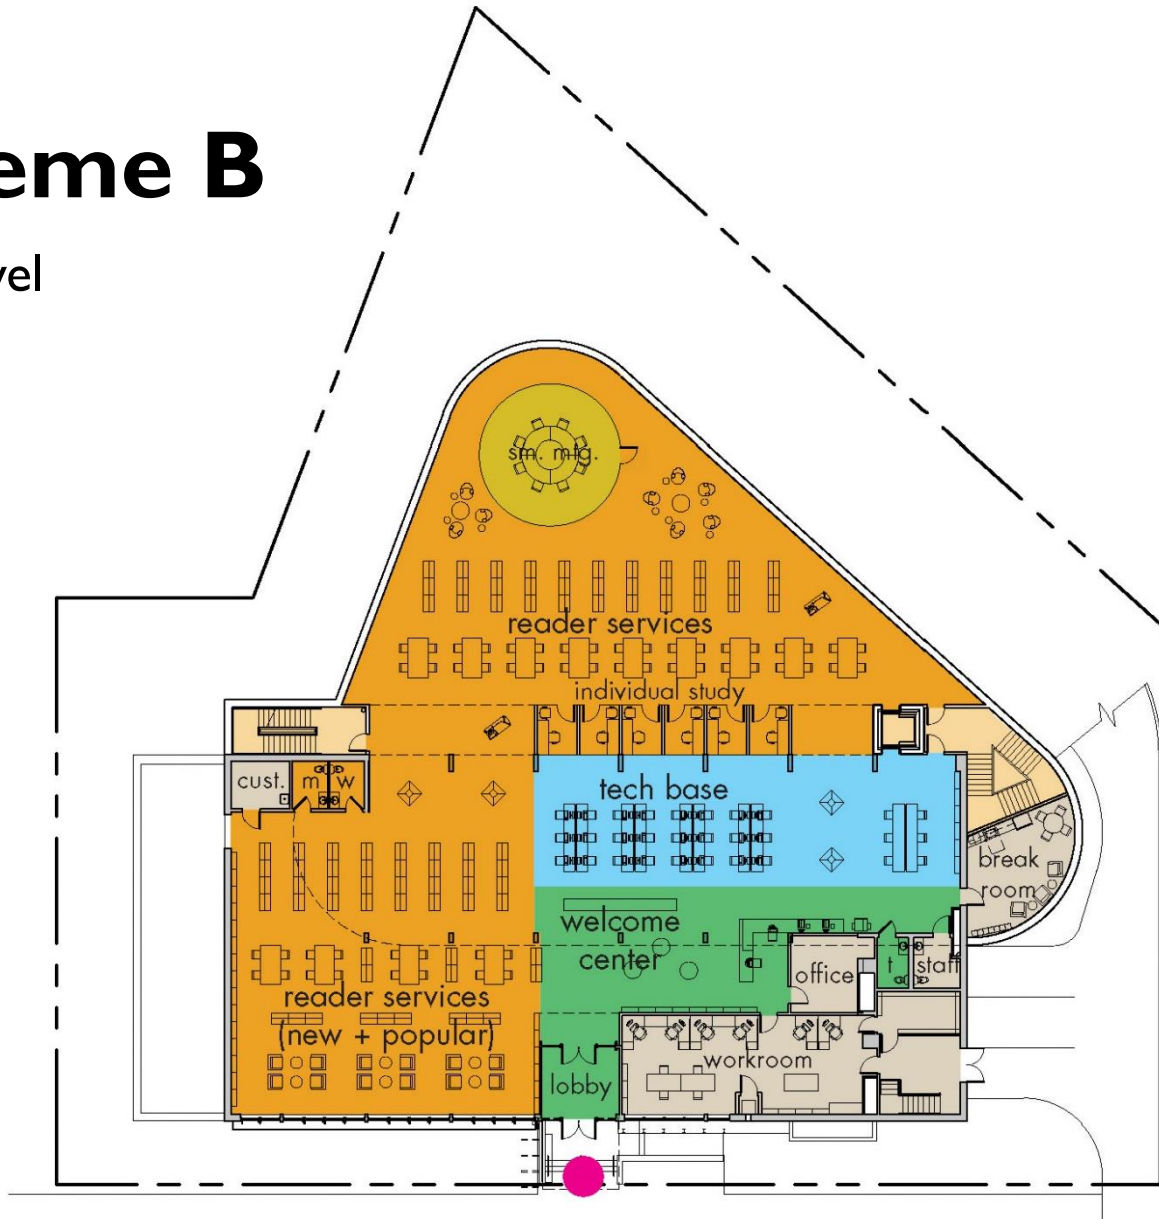 eme B
vel
sm. mtg.
reader services
individual study
cust.
m
w
tech base
break
room
welcome
center
office
t
staff
reader services
(new + popular)
workroom
lobby